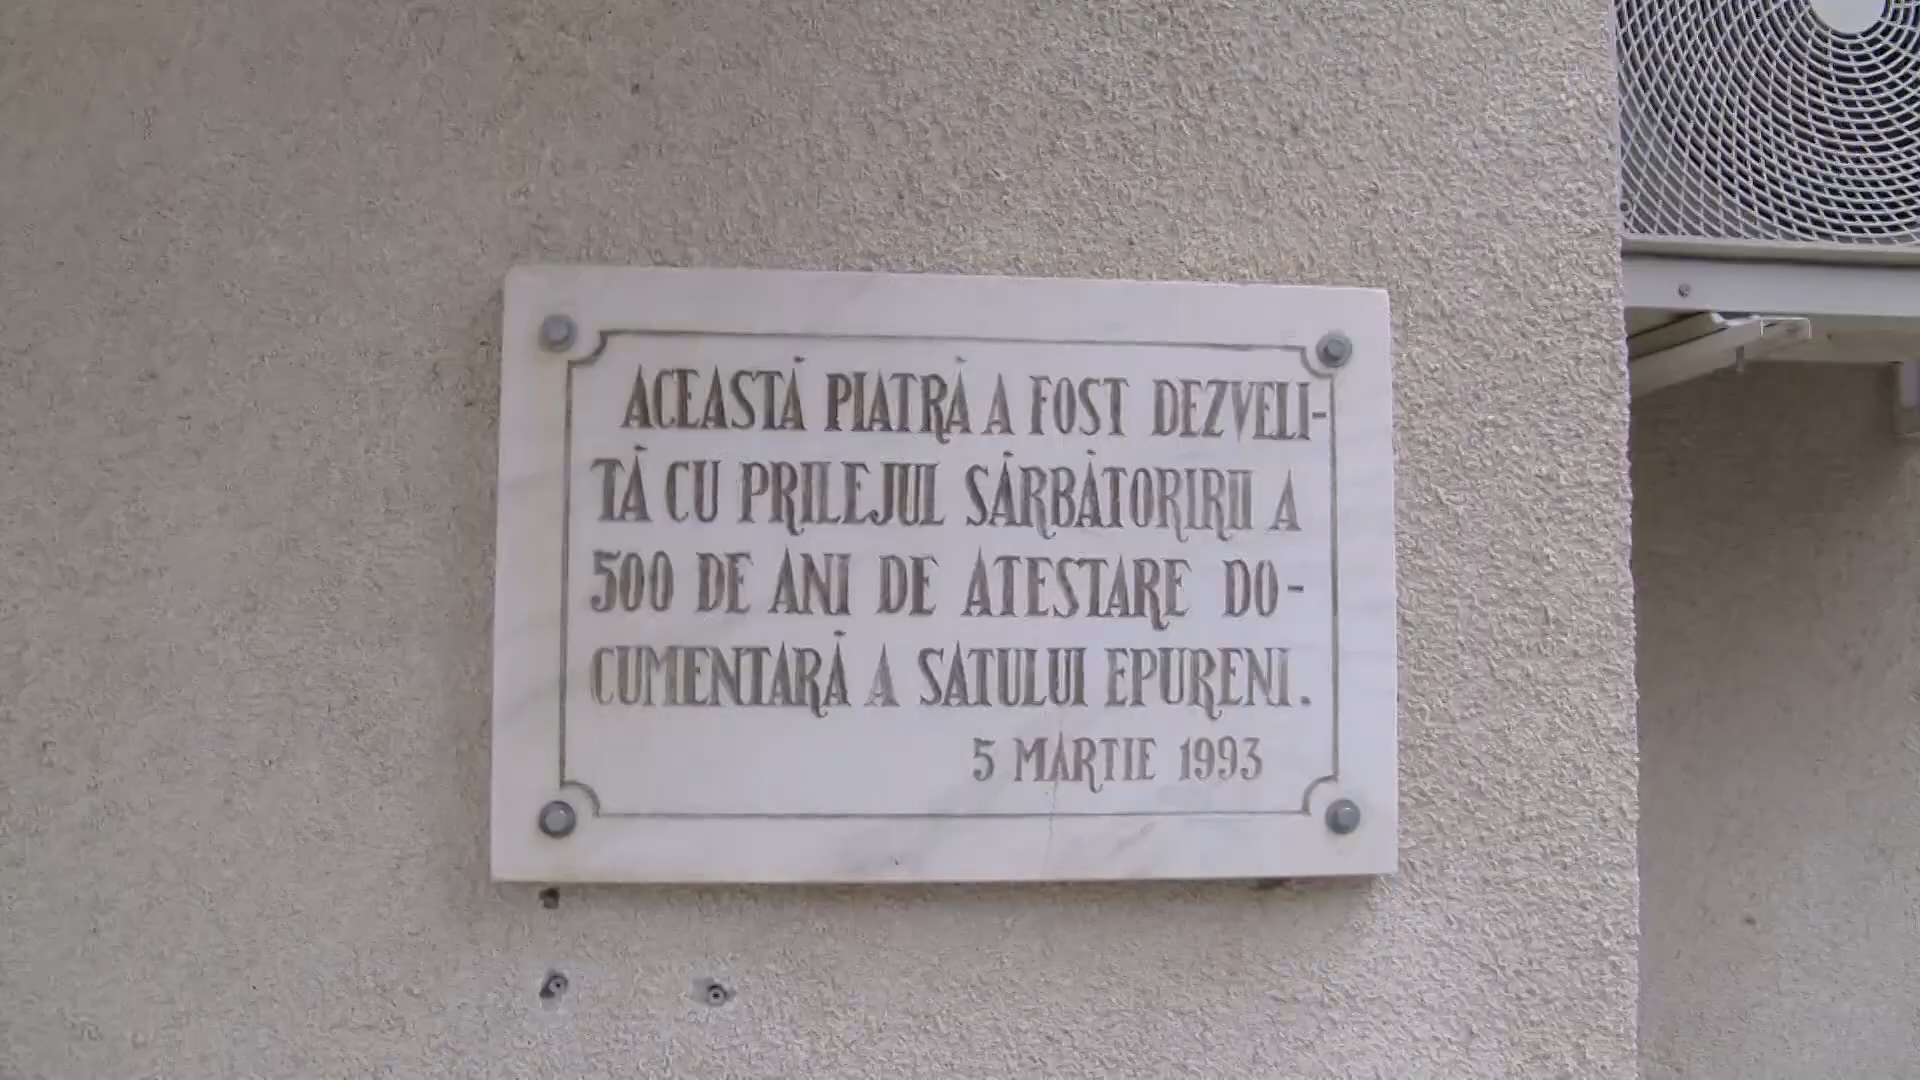 ACEASTĂ PIATRĂ A FOST DEZVELI-
TĂ CU PRILEJUL SĂRBĂTORIRII A
500 DE ANI DE ATESTARE DO-
CUMENTARĂ A SATULUI EPURENI.
5 MARTIE 1993